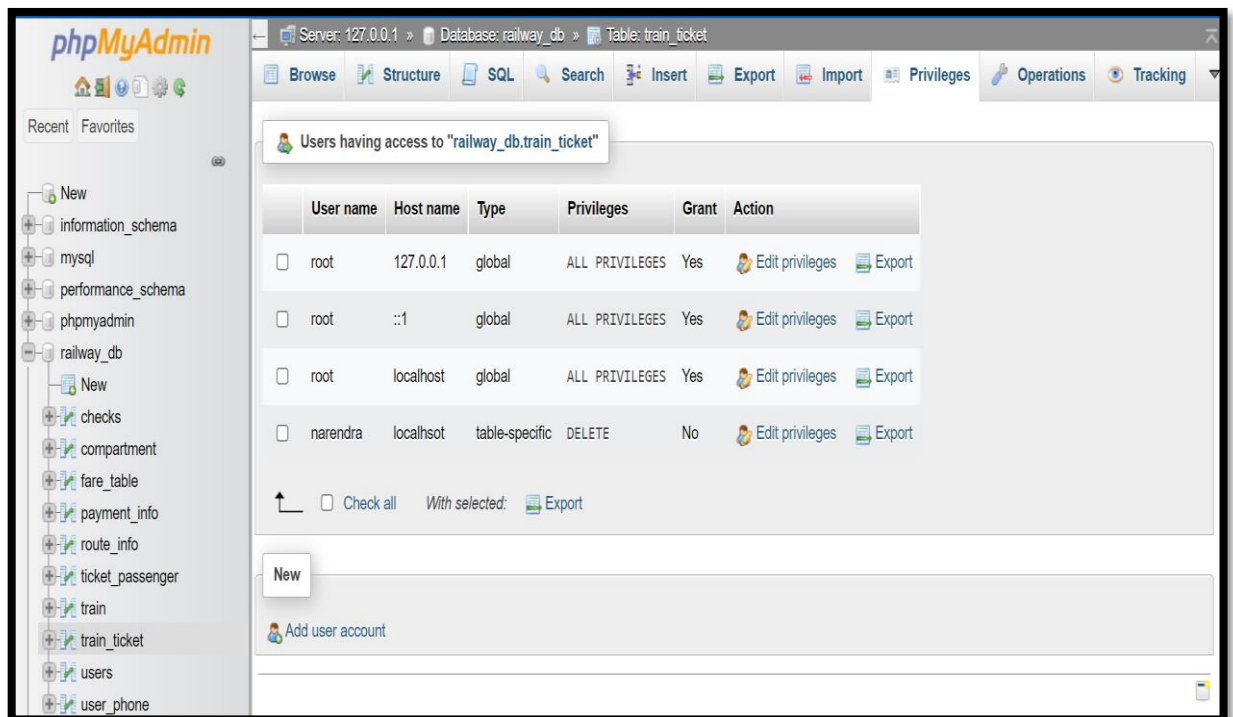 phpMyAdmin
Recent Favorites
New
information_schema
mysql
performance_schema
phpmyadmin
railway_db
New
checks
compartment
fare_table
payment_info
route_info
ticket_passenger
train
train_ticket
users
user_phone
Server: 127.0.0.1 » Database: railway_db » Table: train_ticket
Browse Structure SQL Search Insert Export Import Privileges Operations Tracking
Users having access to "railway_db.train_ticket"
User name Host name Type Privileges Grant Action
root 127.0.0.1 global ALL PRIVILEGES Yes Edit privileges Export
root ::1 global ALL PRIVILEGES Yes Edit privileges Export
root localhost global ALL PRIVILEGES Yes Edit privileges Export
narendra localhsot table-specific DELETE No Edit privileges Export
Check all With selected: Export
New
Add user account